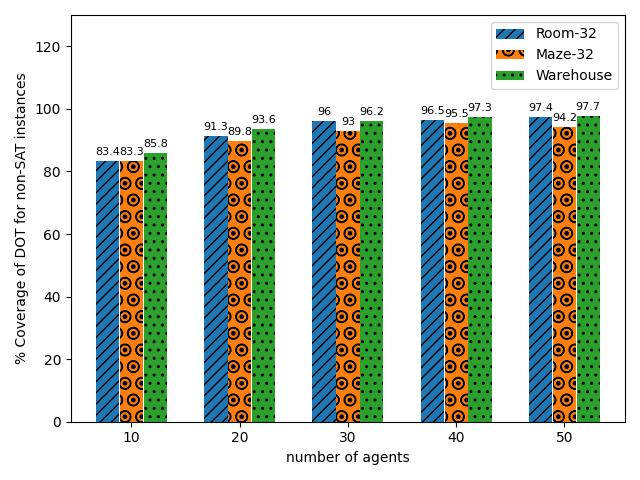 % Coverage of DOT for non-SAT instances
120
100
80
60
40
20
0
Room-32
Maze-32
Warehouse
83.4 83.3 85.8
91.3 89.8 93.6
96 93 96.2
96.5 95.5 97.3
97.4 94.2 97.7
10 20 30 40 50
number of agents